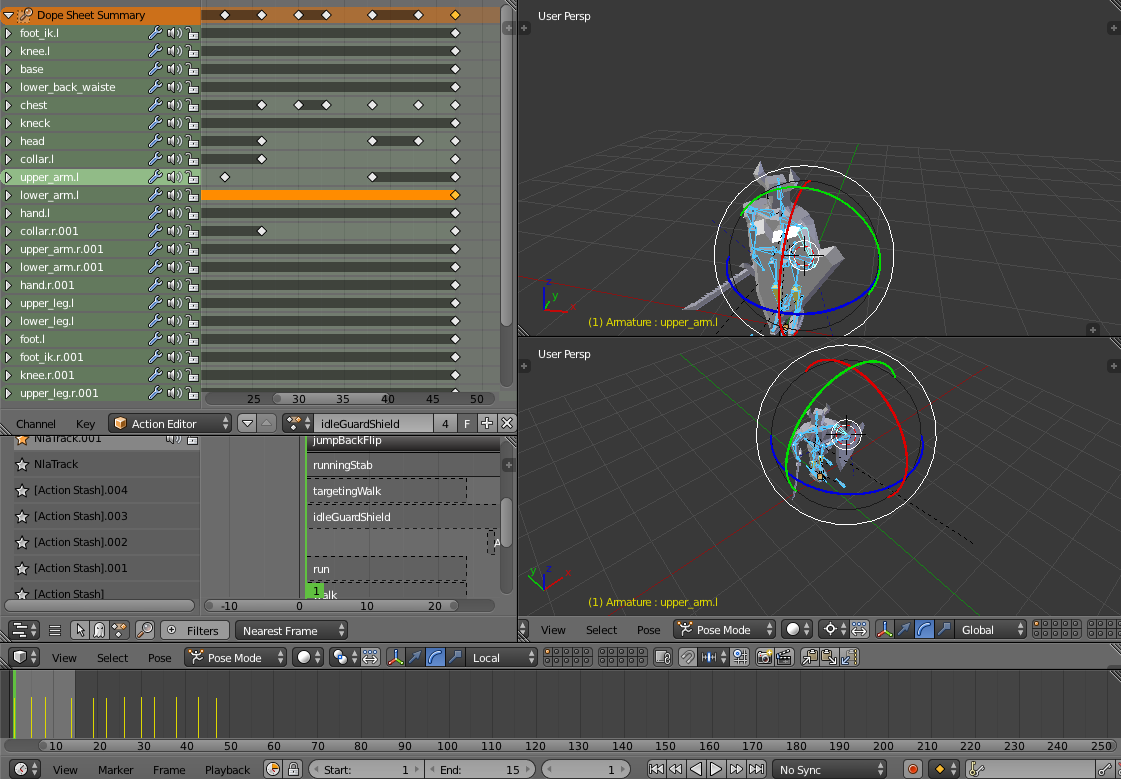 Dope Sheet Summary
foot_ik.l
knee.l
base
lower_back_waiste
chest
kneck
head
collar.l
upper_arm.l
lower_arm.l
hand.l
collar.r.001
upper_arm.r.001
lower_arm.r.001
hand.r.001
upper_leg.l
lower_leg.l
foot.l
foot_ik.r.001
knee.r.001
upper_leg.r.001
25 30 35 40 45 50
Channel Key Action Editor idleGuardShield 4 F
NlaTrack.001
NlaTrack
[Action Stash].004
[Action Stash].003
[Action Stash].002
[Action Stash].001
[Action Stash]
jumpBackFlip
runningStab
targetingWalk
idleGuardShield
A
run
walk
1
-10 0 10 20
Filters Nearest Frame
User Persp
z
y
x
(1) Armature : upper_arm.l
User Persp
y z x
(1) Armature : upper_arm.l
View Select Pose Pose Mode Global
View Select Pose Pose Mode Local
10 20 30 40 50 60 70 80 90 100 110 120 130 140 150 160 170 180 190 200 210 220 230 240 250
View Marker Frame Playback Start: 1 End: 15 1 No Sync